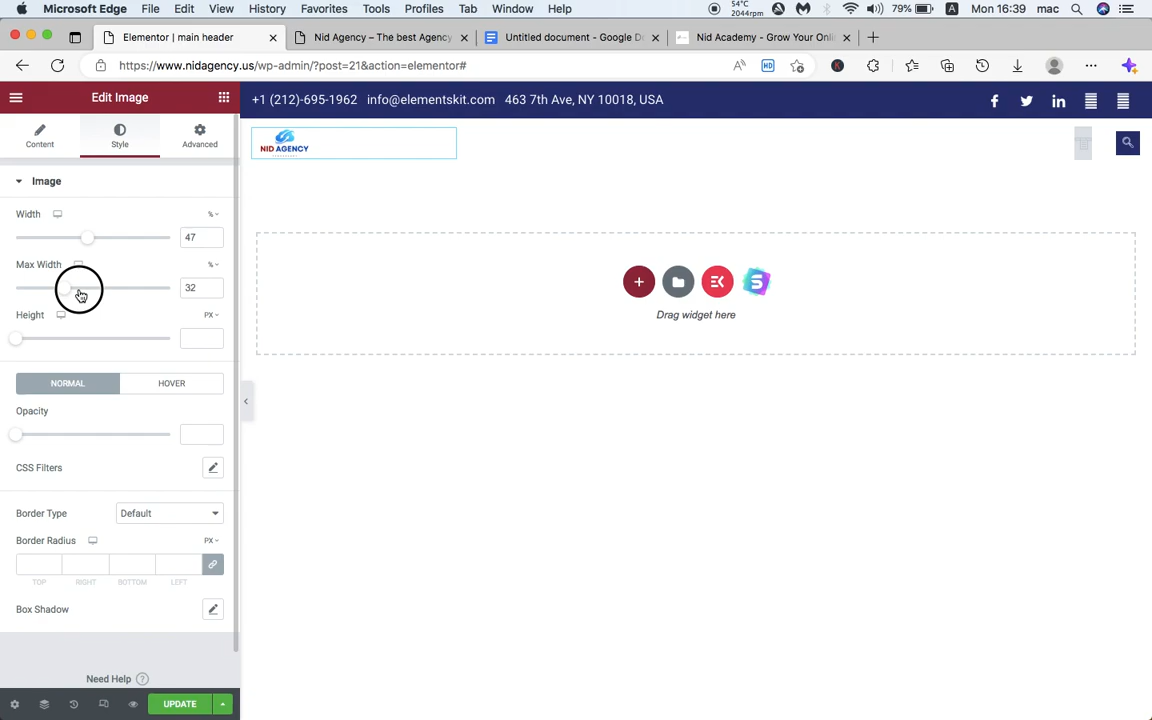 Microsoft Edge File Edit View History Favorites Tools Profiles Tab Window Help 54°C 2044rpm 79% A Mon 16:39 mac
Elementor | main header
Nid Agency – The best Agency
Untitled document - Google D
Nid Academy - Grow Your Onli
https://www.nidagency.us/wp-admin/?post=21&action=elementor#
HD
K
Edit Image
+1 (212)-695-1962 info@elementskit.com 463 7th Ave, NY 10018, USA
Content Style Advanced
NID AGENCY
Image
Width %
47
Max Width %
32
Height PX
Drag widget here
NORMAL HOVER
Opacity
CSS Filters
Border Type Default
Border Radius PX
TOP RIGHT BOTTOM LEFT
Box Shadow
Need Help ?
UPDATE